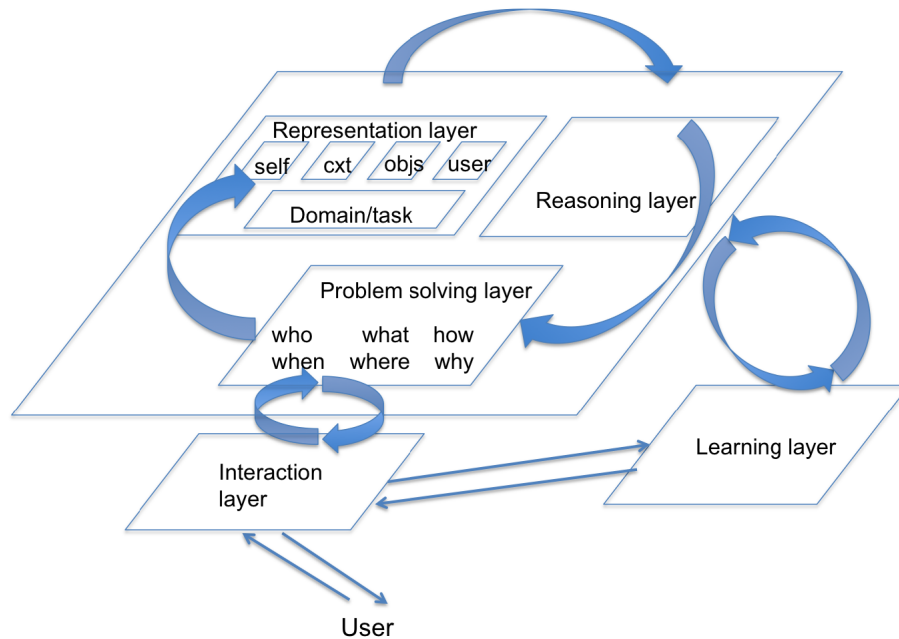 Representation layer
self cxt objs user
Domain/task
Reasoning layer
Problem solving layer
who what how
when where why
Interaction
layer
Learning layer
User